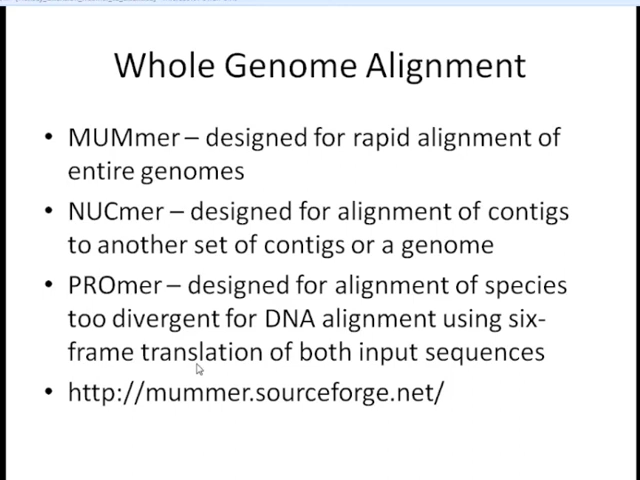 Whole Genome Alignment
• MUMmer – designed for rapid alignment of
entire genomes
• NUCmer – designed for alignment of contigs
to another set of contigs or a genome
• PROmer – designed for alignment of species
too divergent for DNA alignment using six-
frame translation of both input sequences
• http://mummer.sourceforge.net/